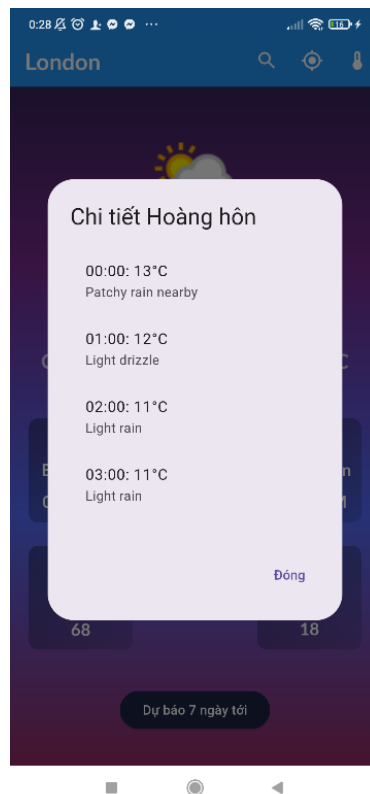 0:28
16
London
Chi tiết Hoàng hôn
00:00: 13°C
Patchy rain nearby
01:00: 12°C
Light drizzle
02:00: 11°C
Light rain
03:00: 11°C
Light rain
Đóng
68
18
Dự báo 7 ngày tới